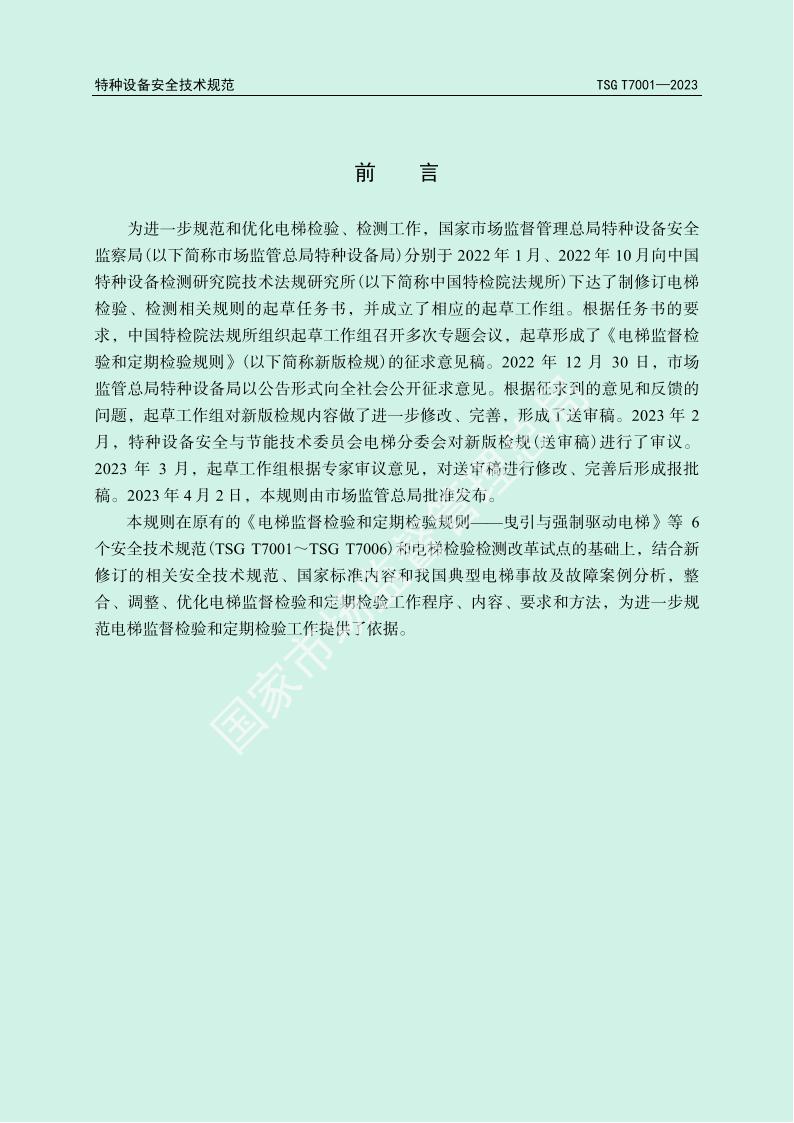 特种设备安全技术规范 TSG T7001—2023
前 言
为进一步规范和优化电梯检验、检测工作，国家市场监督管理总局特种设备安全
监察局(以下简称市场监管总局特种设备局)分别于 2022 年 1 月、2022 年 10 月向中国
特种设备检测研究院技术法规研究所(以下简称中国特检院法规所)下达了制修订电梯
检验、检测相关规则的起草任务书，并成立了相应的起草工作组。根据任务书的要
求，中国特检院法规所组织起草工作组召开多次专题会议，起草形成了《电梯监督检
验和定期检验规则》(以下简称新版检规)的征求意见稿。2022 年 12 月 30 日，市场
监管总局特种设备局以公告形式向全社会公开征求意见。根据征求到的意见和反馈的
问题，起草工作组对新版检规内容做了进一步修改、完善，形成了送审稿。2023 年 2
月，特种设备安全与节能技术委员会电梯分委会对新版检规(送审稿)进行了审议。
2023 年 3 月，起草工作组根据专家审议意见，对送审稿进行修改、完善后形成报批
稿。2023 年 4 月 2 日，本规则由市场监管总局批准发布。
本规则在原有的《电梯监督检验和定期检验规则——曳引与强制驱动电梯》等 6
个安全技术规范(TSG T7001～TSG T7006)和电梯检验检测改革试点的基础上，结合新
修订的相关安全技术规范、国家标准内容和我国典型电梯事故及故障案例分析，整
合、调整、优化电梯监督检验和定期检验工作程序、内容、要求和方法，为进一步规
范电梯监督检验和定期检验工作提供了依据。
国家市场监督管理总局